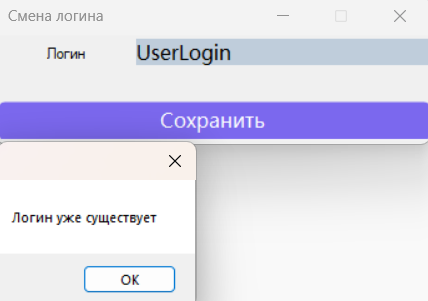 Смена логина
Логин
UserLogin
Сохранить
Логин уже существует
OK